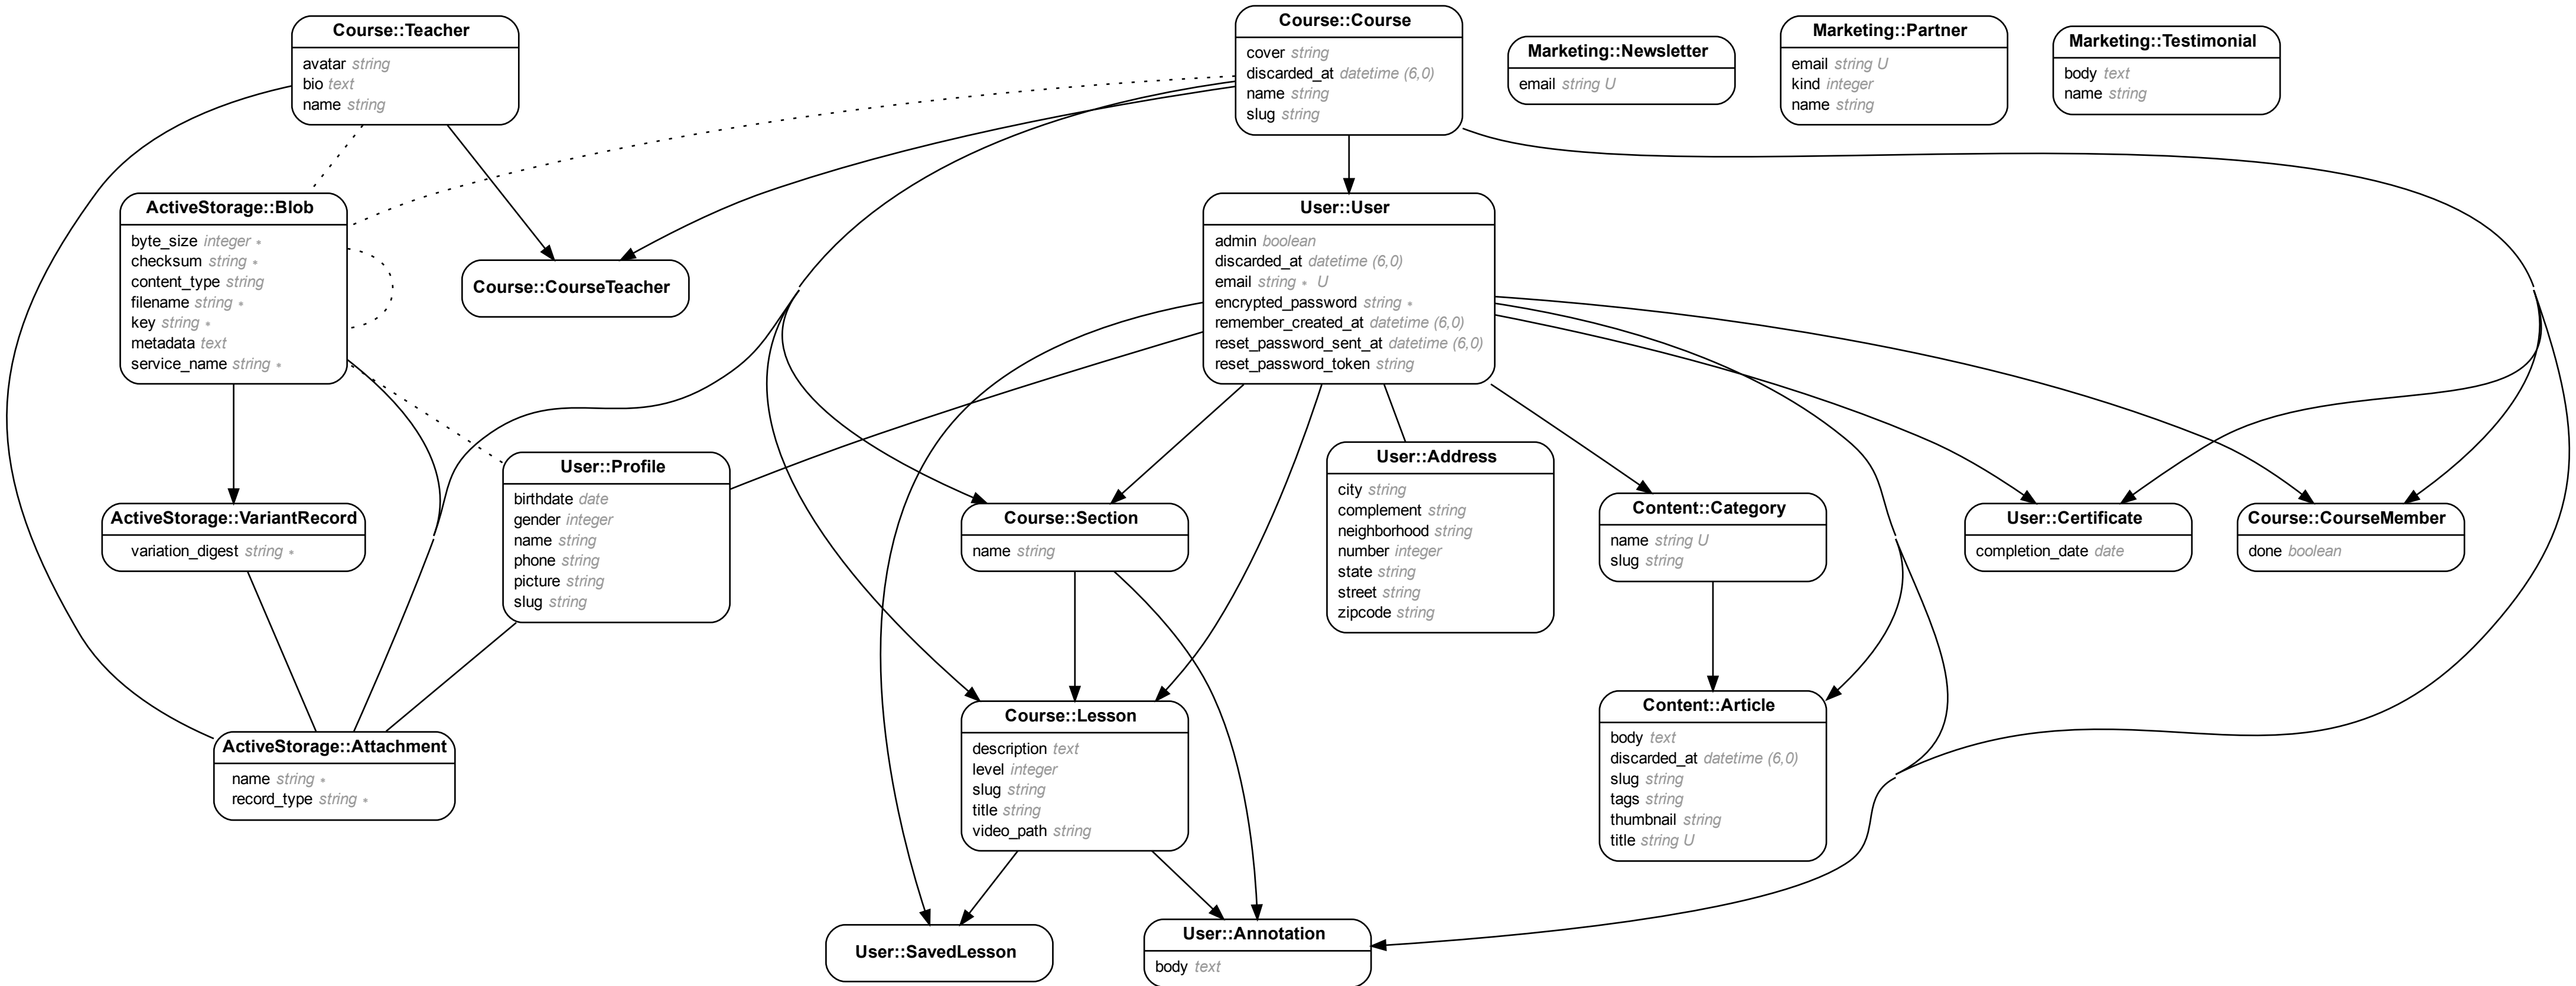 Course::Teacher
avatar string
bio text
name string
Course::Course
cover string
discarded_at datetime (6,0)
name string
slug string
Marketing::Newsletter
email string U
Marketing::Partner
email string U
kind integer
name string
Marketing::Testimonial
body text
name string
ActiveStorage::Blob
byte_size integer *
checksum string *
content_type string
filename string *
key string *
metadata text
service_name string *
Course::CourseTeacher
User::User
admin boolean
discarded_at datetime (6,0)
email string * U
encrypted_password string *
remember_created_at datetime (6,0)
reset_password_sent_at datetime (6,0)
reset_password_token string
ActiveStorage::VariantRecord
variation_digest string *
User::Profile
birthdate date
gender integer
name string
phone string
picture string
slug string
Course::Section
name string
User::Address
city string
complement string
neighborhood string
number integer
state string
street string
zipcode string
Content::Category
name string U
slug string
User::Certificate
completion_date date
Course::CourseMember
done boolean
ActiveStorage::Attachment
name string *
record_type string *
Course::Lesson
description text
level integer
slug string
title string
video_path string
Content::Article
body text
discarded_at datetime (6,0)
slug string
tags string
thumbnail string
title string U
User::SavedLesson
User::Annotation
body text